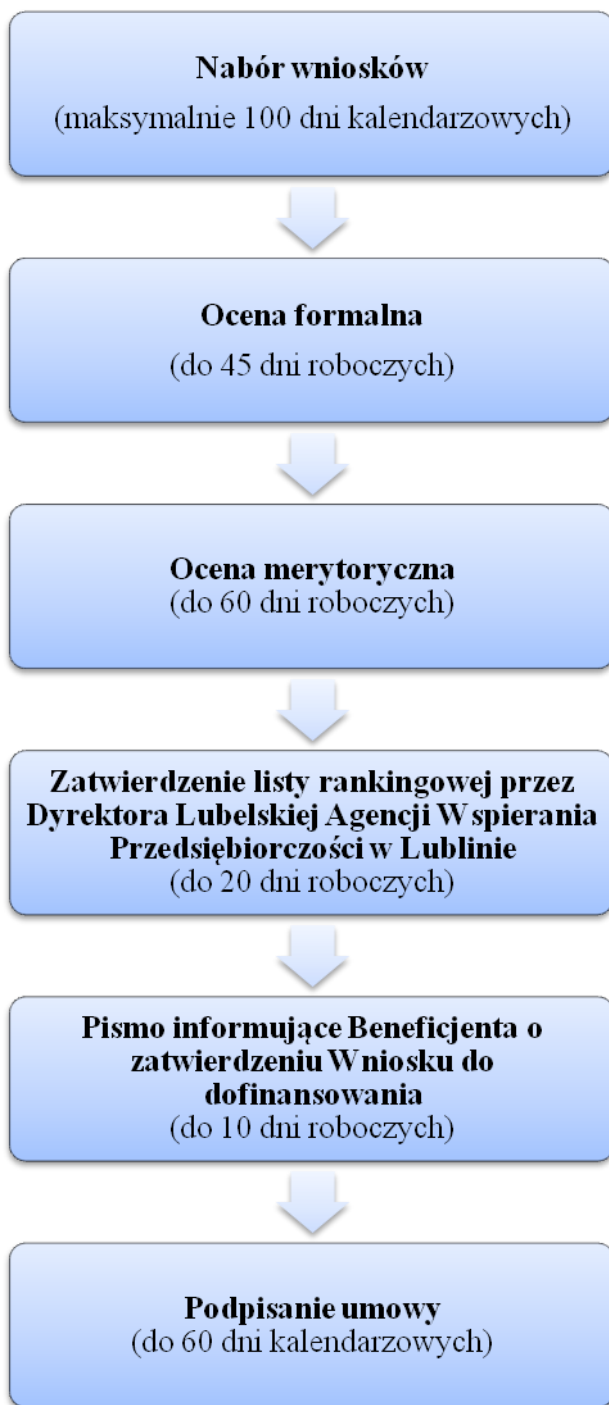 Nabór wniosków
(maksymalnie 100 dni kalendarzowych)
Ocena formalna
(do 45 dni roboczych)
Ocena merytoryczna
(do 60 dni roboczych)
Zatwierdzenie listy rankingowej przez
Dyrektora Lubelskiej Agencji Wspierania
Przedsiębiorczości w Lublinie
(do 20 dni roboczych)
Pismo informujące Beneficjenta o
zatwierdzeniu Wniosku do
dofinansowania
(do 10 dni roboczych)
Podpisanie umowy
(do 60 dni kalendarzowych)